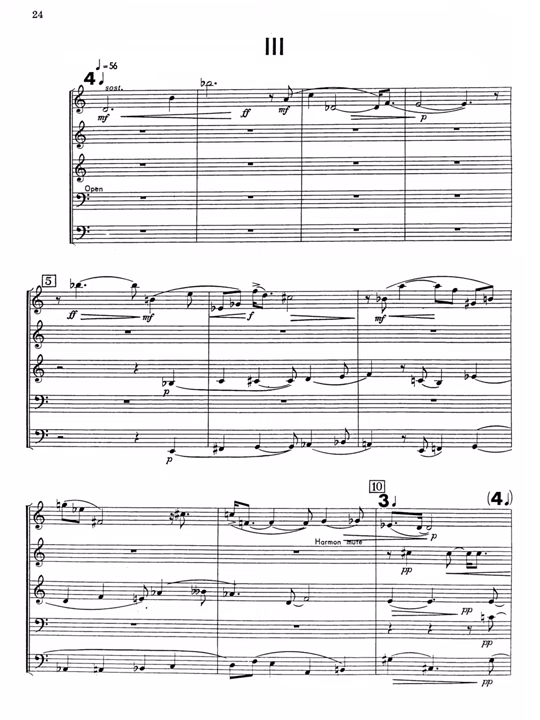 24
III
♩= 56
4 ♩
sost.
mf ff mf p
Open
5
ff mf f mf
p
p
10
3 ♩ (4 ♩)
Harmon mute
p
pp
pp
pp
pp